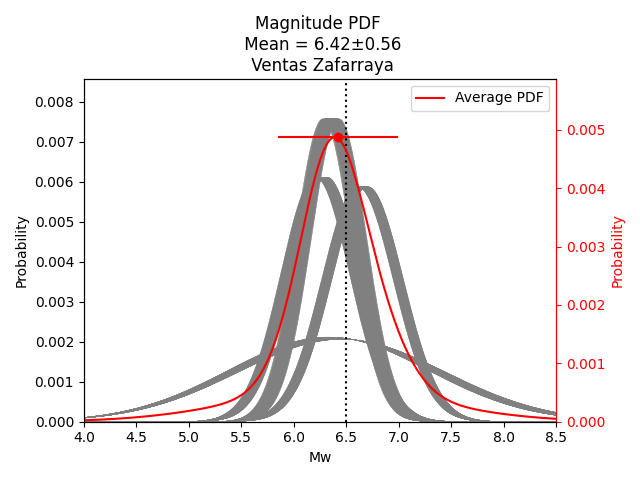 Magnitude PDF
Mean = 6.42±0.56
Ventas Zafarraya
Average PDF
0.008
0.007
0.006
0.005
0.004
0.003
0.002
0.001
0.000
Probability
0.005
0.004
0.003
0.002
0.001
0.000
Probability
4.0 4.5 5.0 5.5 6.0 6.5 7.0 7.5 8.0 8.5
Mw